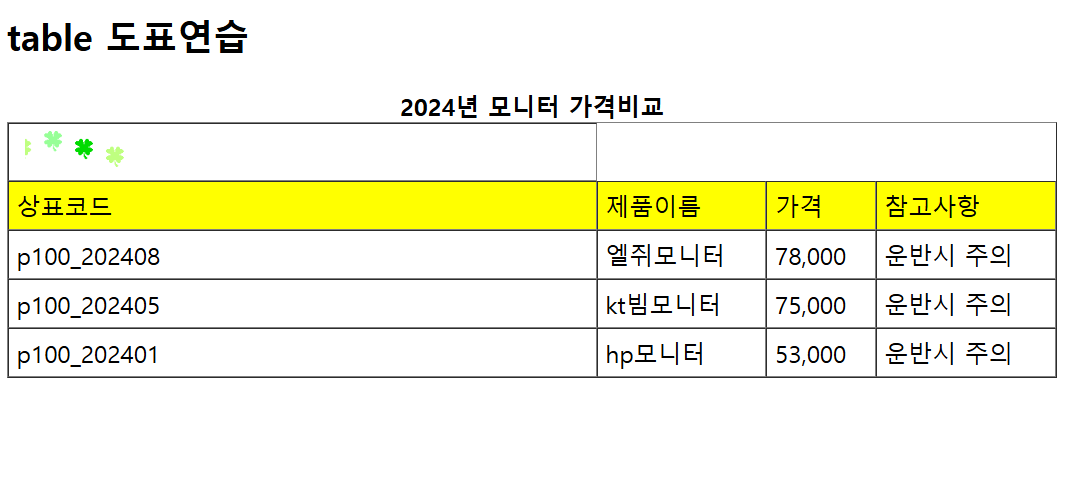 table 도표연습
2024년 모니터 가격비교
상표코드 제품이름 가격 참고사항
p100_202408 엘쥐모니터 78,000 운반시 주의
p100_202405 kt빔모니터 75,000 운반시 주의
p100_202401 hp모니터 53,000 운반시 주의